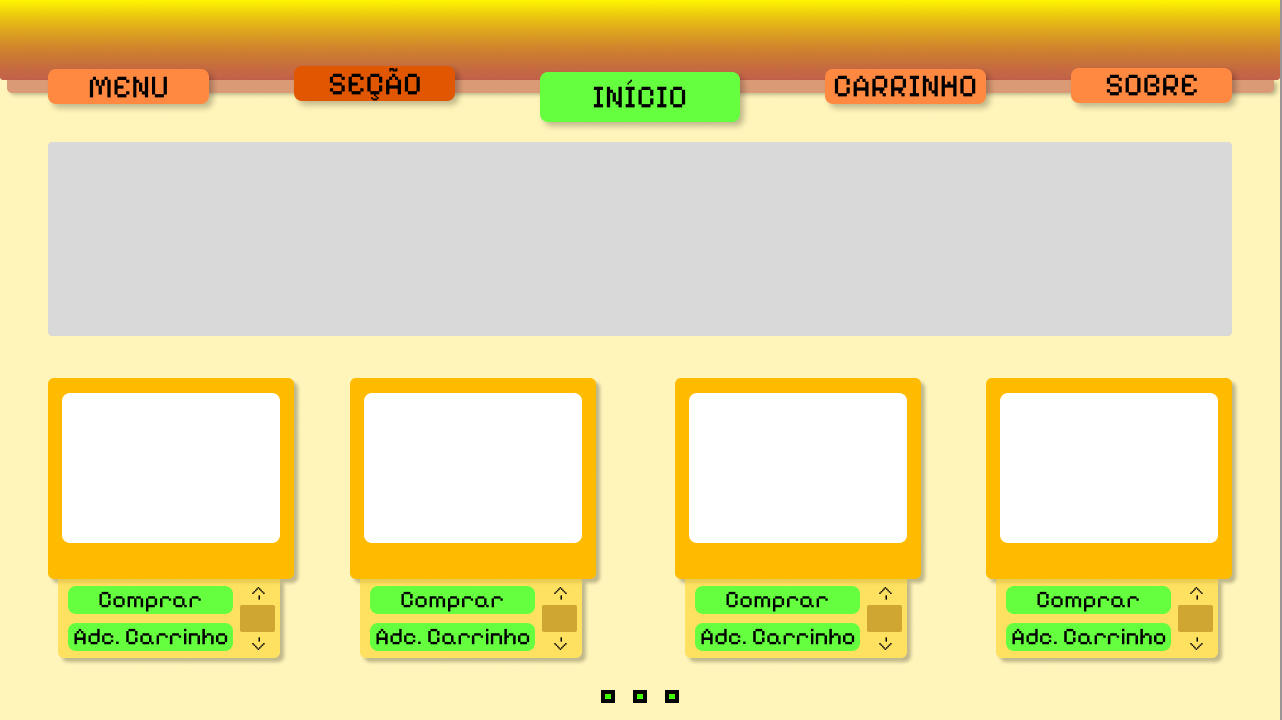 MENU
SEÇÃO
INÍCIO
CARRINHO
SOBRE
Comprar
Adc. Carrinho
Comprar
Adc. Carrinho
Comprar
Adc. Carrinho
Comprar
Adc. Carrinho